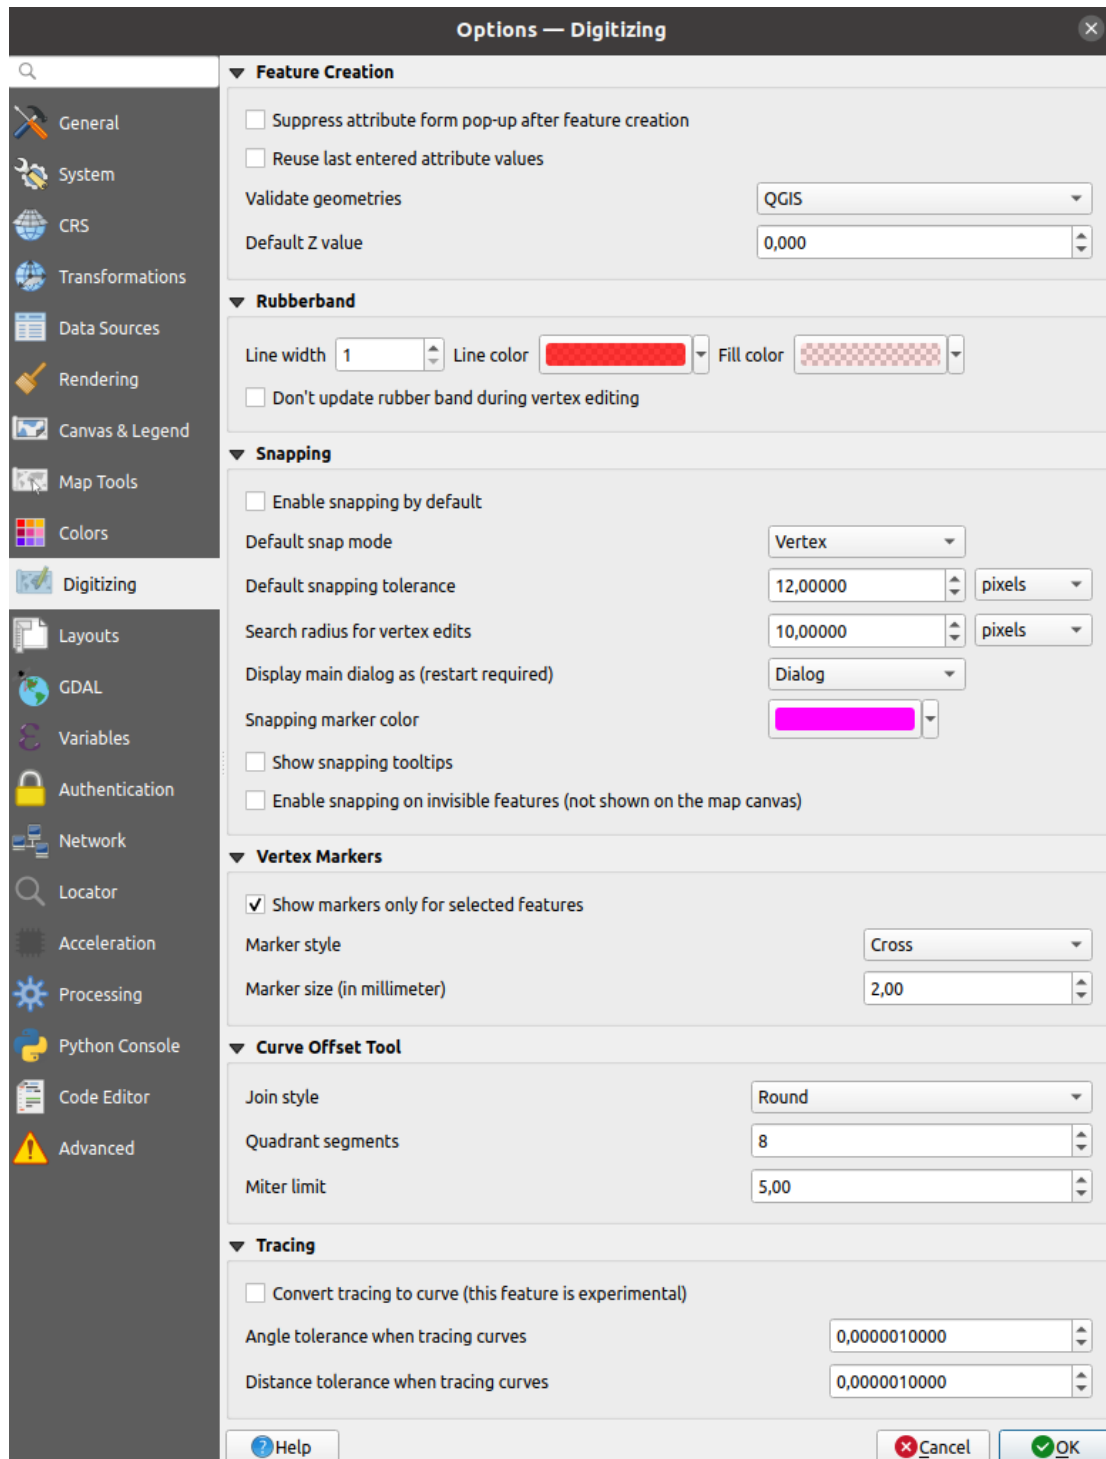 Options — Digitizing
General
System
CRS
Transformations
Data Sources
Rendering
Canvas & Legend
Map Tools
Colors
Digitizing
Layouts
GDAL
Variables
Authentication
Network
Locator
Acceleration
Processing
Python Console
Code Editor
Advanced
Feature Creation
Suppress attribute form pop-up after feature creation
Reuse last entered attribute values
Validate geometries QGIS
Default Z value 0,000
Rubberband
Line width 1 Line color Fill color
Don't update rubber band during vertex editing
Snapping
Enable snapping by default
Default snap mode Vertex
Default snapping tolerance 12,00000 pixels
Search radius for vertex edits 10,00000 pixels
Display main dialog as (restart required) Dialog
Snapping marker color
Show snapping tooltips
Enable snapping on invisible features (not shown on the map canvas)
Vertex Markers
Show markers only for selected features
Marker style Cross
Marker size (in millimeter) 2,00
Curve Offset Tool
Join style Round
Quadrant segments 8
Miter limit 5,00
Tracing
Convert tracing to curve (this feature is experimental)
Angle tolerance when tracing curves 0,0000010000
Distance tolerance when tracing curves 0,0000010000
Help Cancel OK